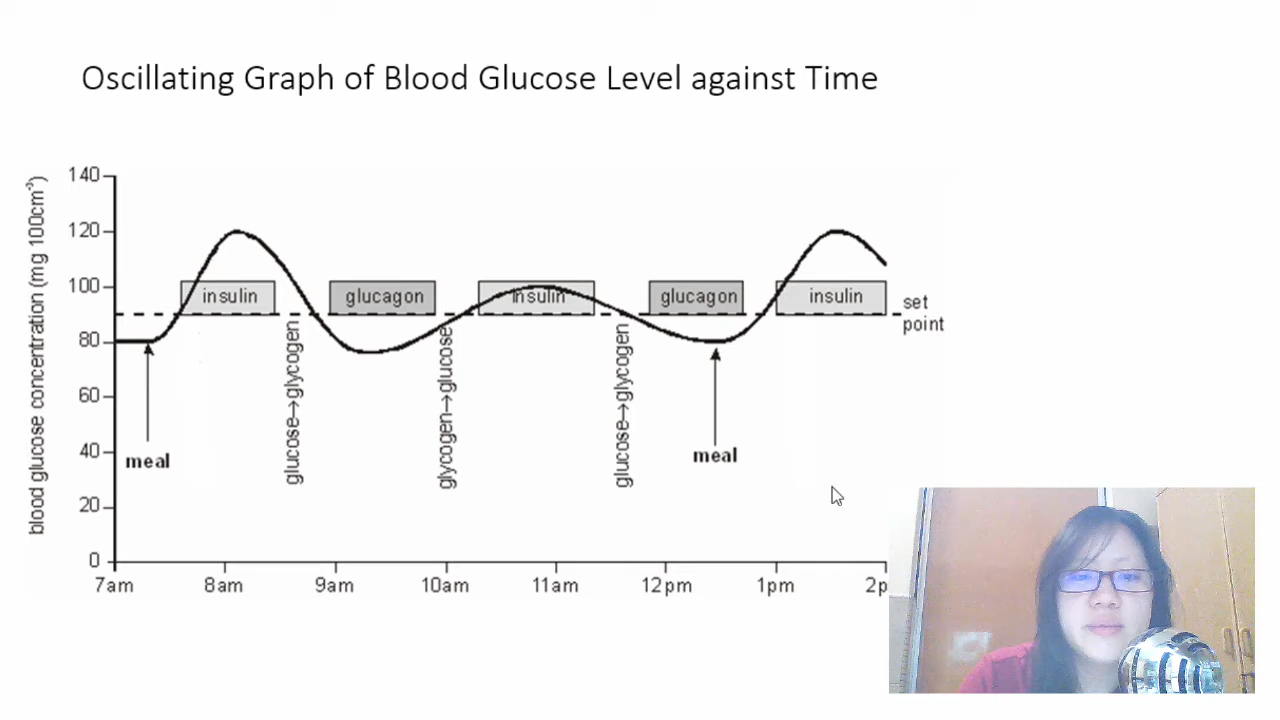 Oscillating Graph of Blood Glucose Level against Time
blood glucose concentration (mg 100cm⁻³)
140
120
100
80
60
40
20
0
insulin
glucagon
insulin
glucagon
insulin
set
point
glucose→glycogen
glycogen→glucose
glucose→glycogen
meal
meal
7am
8am
9am
10am
11am
12pm
1pm
2p